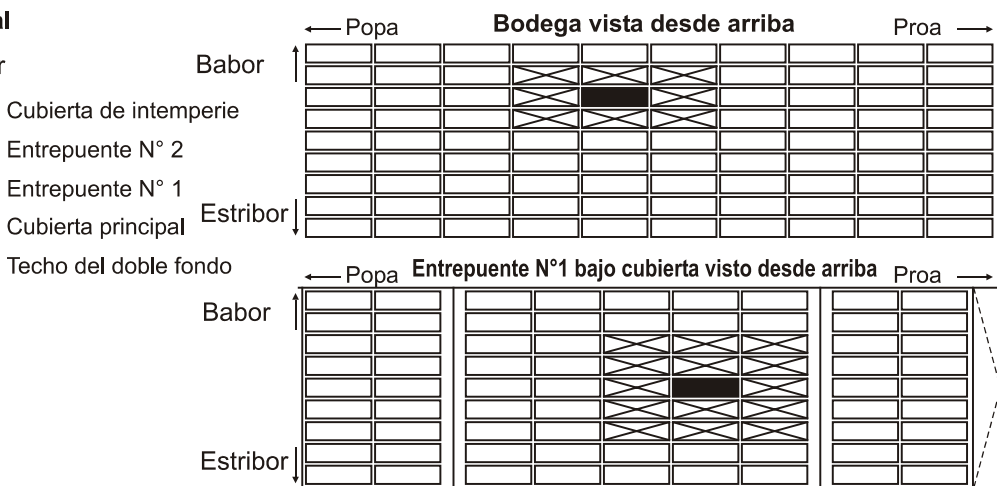 al
r
Cubierta de intemperie
Entrepuente N° 2
Entrepuente N° 1
Cubierta principal
Techo del doble fondo
Popa
Bodega vista desde arriba
Proa
Babor
Estribor
Popa
Entrepuente N°1 bajo cubierta visto desde arriba
Proa
Babor
Estribor